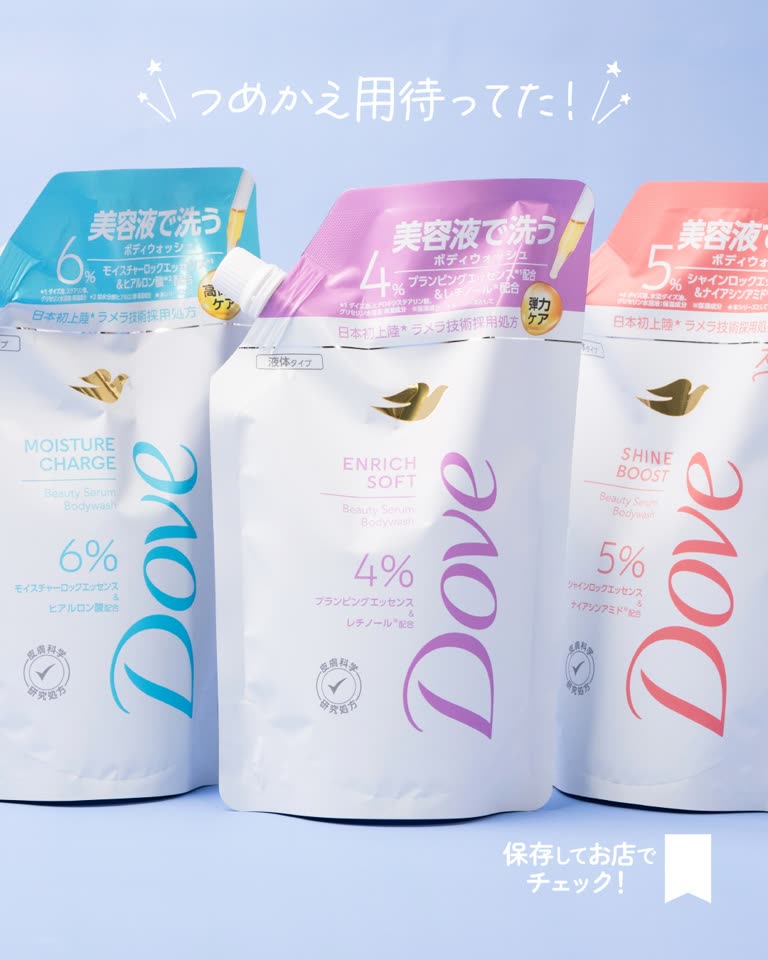 つめかえ用待ってた!
美容液で洗う
ボディウォッシュ
6%
モイスチャーロックエッセ
&ヒアルロン酸
ケア
日本初上陸* ラメラ技術採用処方
MOISTURE
CHARGE
Beauty Serum
Bodywash
6%
モイスチャーロックエッセンス
&
ヒアルロン酸配合
皮膚科学
研究処方
Dove
美容液で洗う
ボディウォッシュ
4%
プランピングエッセンス配合
&レチノール配合
弾力
ケア
日本初上陸* ラメラ技術採用処方
液体タイプ
ENRICH
SOFT
Beauty Serum
Bodywash
4%
プランピングエッセンス
&
レチノール*配合
皮膚科学
研究処方
Dove
美容液で
ボディウォ
5%
シャインロックエ
&ナイアシンアミド
日本初上陸* ラメラ技術採用処
SHINE
BOOST
Beauty Serum
Bodywash
5%
シャインロックエッセンス
&
ナイアシンアミド*配合
皮膚科学
研究処方
Dove
保存してお店で
チェック!